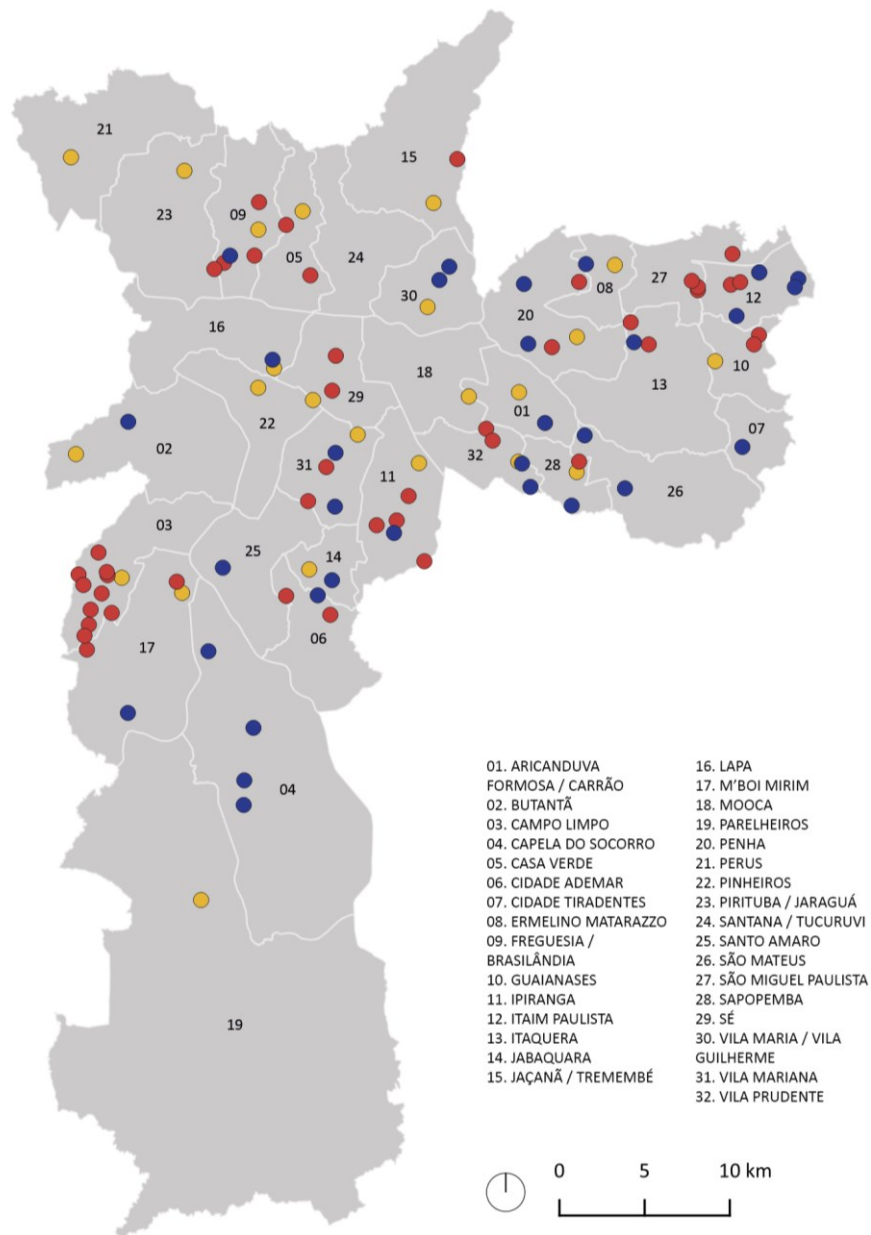 21
15
23
09
05
24
08
27
12
30
20
16
10
18
13
29
01
22
07
02
32
31
11
28
26
03
25
14
06
17
04
19
01. ARICANDUVA
FORMOSA / CARRÃO
02. BUTANTÃ
03. CAMPO LIMPO
04. CAPELA DO SOCORRO
05. CASA VERDE
06. CIDADE ADEMAR
07. CIDADE TIRADENTES
08. ERMELINO MATARAZZO
09. FREGUESIA /
BRASILÂNDIA
10. GUAIANASES
11. IPIRANGA
12. ITAIM PAULISTA
13. ITAQUERA
14. JABAQUARA
15. JAÇANÃ / TREMEMBÉ
16. LAPA
17. M'BOI MIRIM
18. MOOCA
19. PARELHEIROS
20. PENHA
21. PERUS
22. PINHEIROS
23. PIRITUBA / JARAGUÁ
24. SANTANA / TUCURUVI
25. SANTO AMARO
26. SÃO MATEUS
27. SÃO MIGUEL PAULISTA
28. SAPOPEMBA
29. SÉ
30. VILA MARIA / VILA
GUILHERME
31. VILA MARIANA
32. VILA PRUDENTE
0 5 10 km